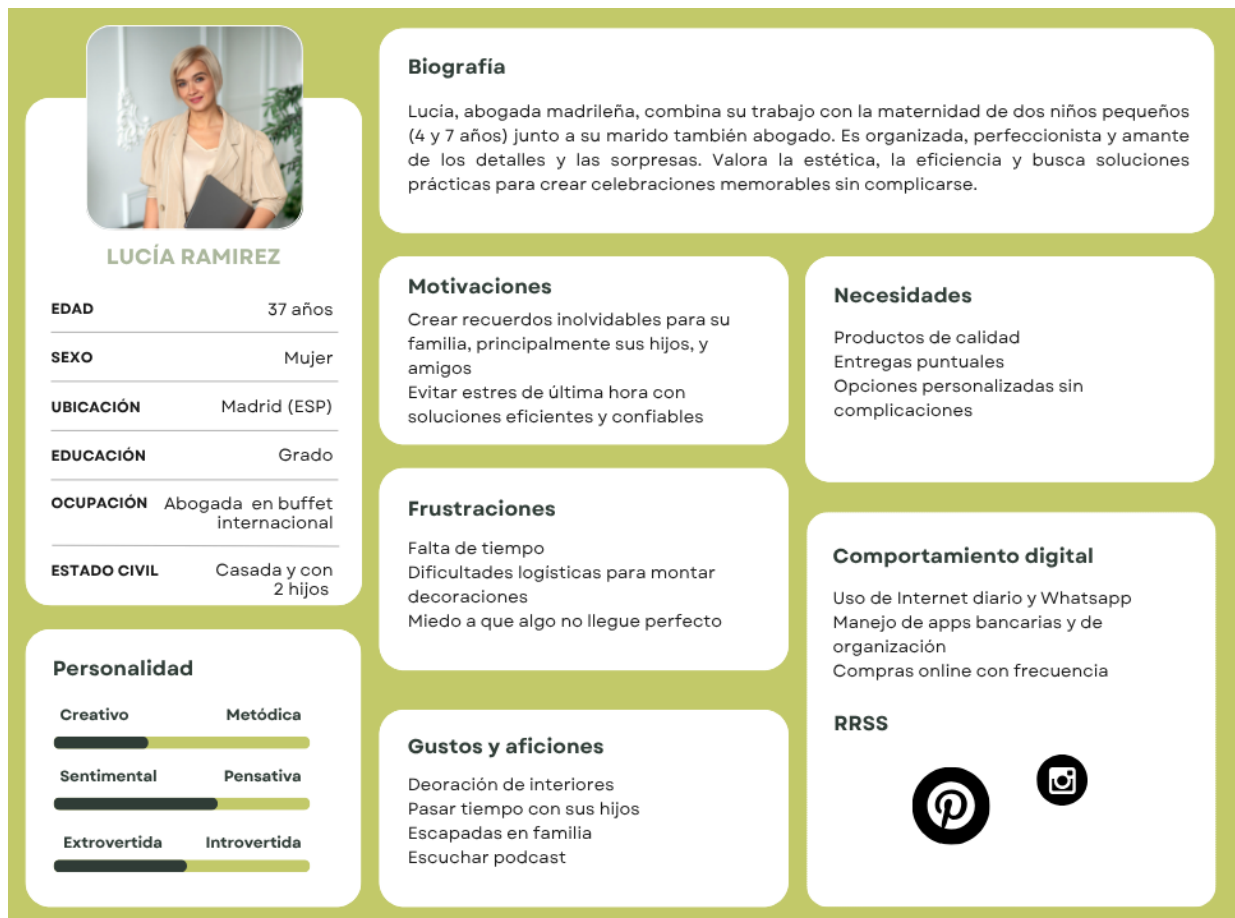 LUCÍA RAMIREZ
EDAD 37 años
SEXO Mujer
UBICACIÓN Madrid (ESP)
EDUCACIÓN Grado
OCUPACIÓN Abogada en buffet
internacional
ESTADO CIVIL Casada y con
2 hijos
Personalidad
Creativo Metódica
Sentimental Pensativa
Extrovertida Introvertida
Biografía
Lucía, abogada madrileña, combina su trabajo con la maternidad de dos niños pequeños
(4 y 7 años) junto a su marido también abogado. Es organizada, perfeccionista y amante
de los detalles y las sorpresas. Valora la estética, la eficiencia y busca soluciones
prácticas para crear celebraciones memorables sin complicarse.
Motivaciones
Crear recuerdos inolvidables para su
familia, principalmente sus hijos, y
amigos
Evitar estres de última hora con
soluciones eficientes y confiables
Necesidades
Productos de calidad
Entregas puntuales
Opciones personalizadas sin
complicaciones
Frustraciones
Falta de tiempo
Dificultades logísticas para montar
decoraciones
Miedo a que algo no llegue perfecto
Comportamiento digital
Uso de Internet diario y Whatsapp
Manejo de apps bancarias y de
organización
Compras online con frecuencia
RRSS
Gustos y aficiones
Deoración de interiores
Pasar tiempo con sus hijos
Escapadas en familia
Escuchar podcast